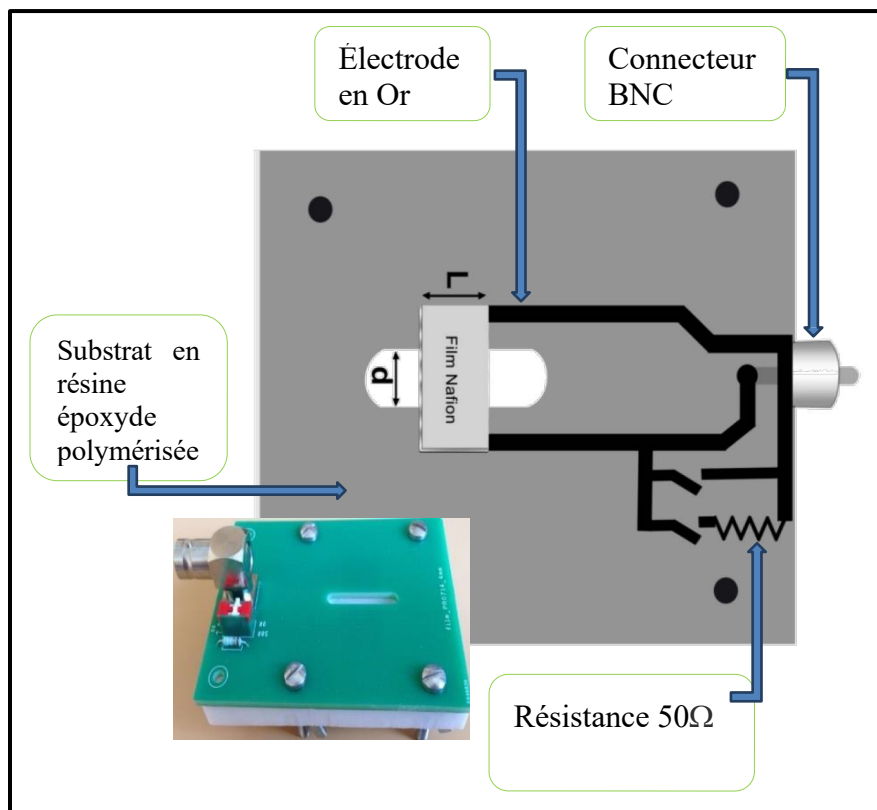 Électrode
en Or
Connecteur
BNC
L
Film Nafion
d
Substrat en
résine
époxyde
polymérisée
Résistance 50Ω